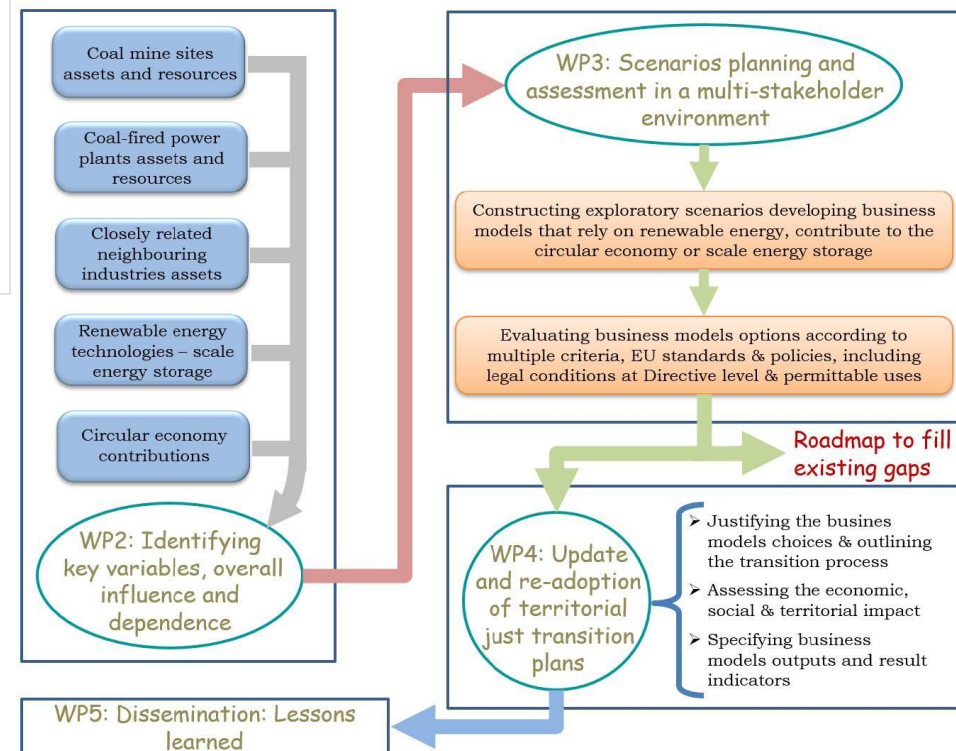 Coal mine sites
assets and resources
Coal-fired power
plants assets and
resources
Closely related
neighbouring
industries assets
Renewable energy
technologies – scale
energy storage
Circular economy
contributions
WP2: Identifying
key variables, overall
influence and
dependence
WP3: Scenarios planning and
assessment in a multi-stakeholder
environment
Constructing exploratory scenarios developing business
models that rely on renewable energy, contribute to the
circular economy or scale energy storage
Evaluating business models options according to
multiple criteria, EU standards & policies, including
legal conditions at Directive level & permittable uses
Roadmap to fill
existing gaps
WP4: Update
and re-adoption
of territorial
just transition
plans
➤ Justifying the busines
models choices & outlining
the transition process
➤ Assessing the economic,
social & territorial impact
➤ Specifying business
models outputs and result
indicators
WP5: Dissemination: Lessons
learned